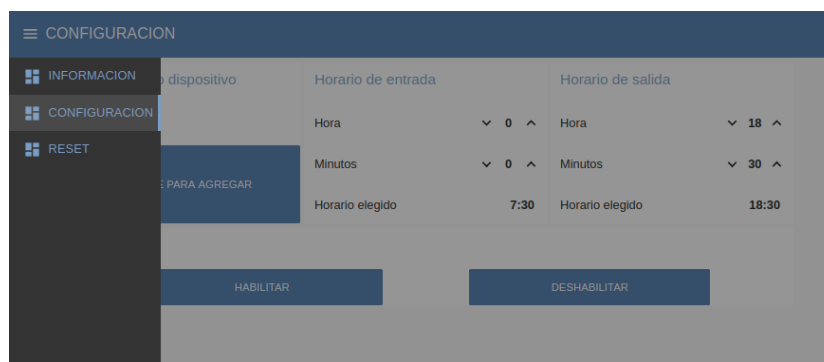 CONFIGURACION
INFORMACION
CONFIGURACION
RESET
dispositivo
PARA AGREGAR
Horario de entrada
Hora 0
Minutos 0
Horario elegido 7:30
Horario de salida
Hora 18
Minutos 30
Horario elegido 18:30
HABILITAR
DESHABILITAR